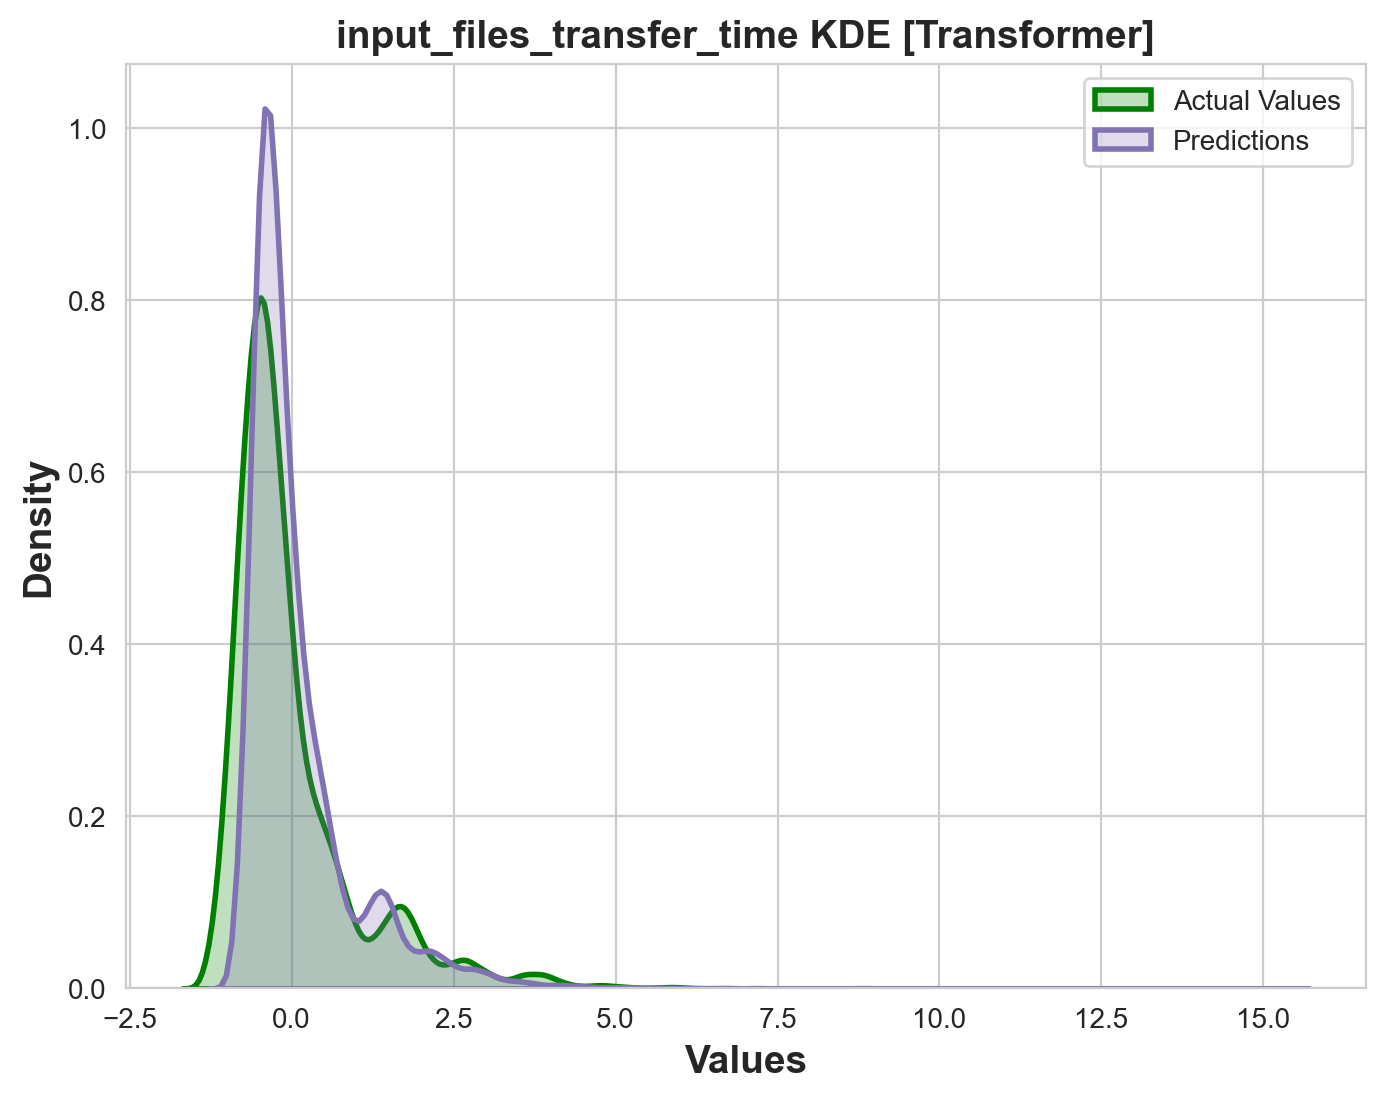 input_files_transfer_time KDE [Transformer]
Actual Values
Predictions
1.0
0.8
0.6
0.4
0.2
0.0
Density
−2.5 0.0 2.5 5.0 7.5 10.0 12.5 15.0
Values